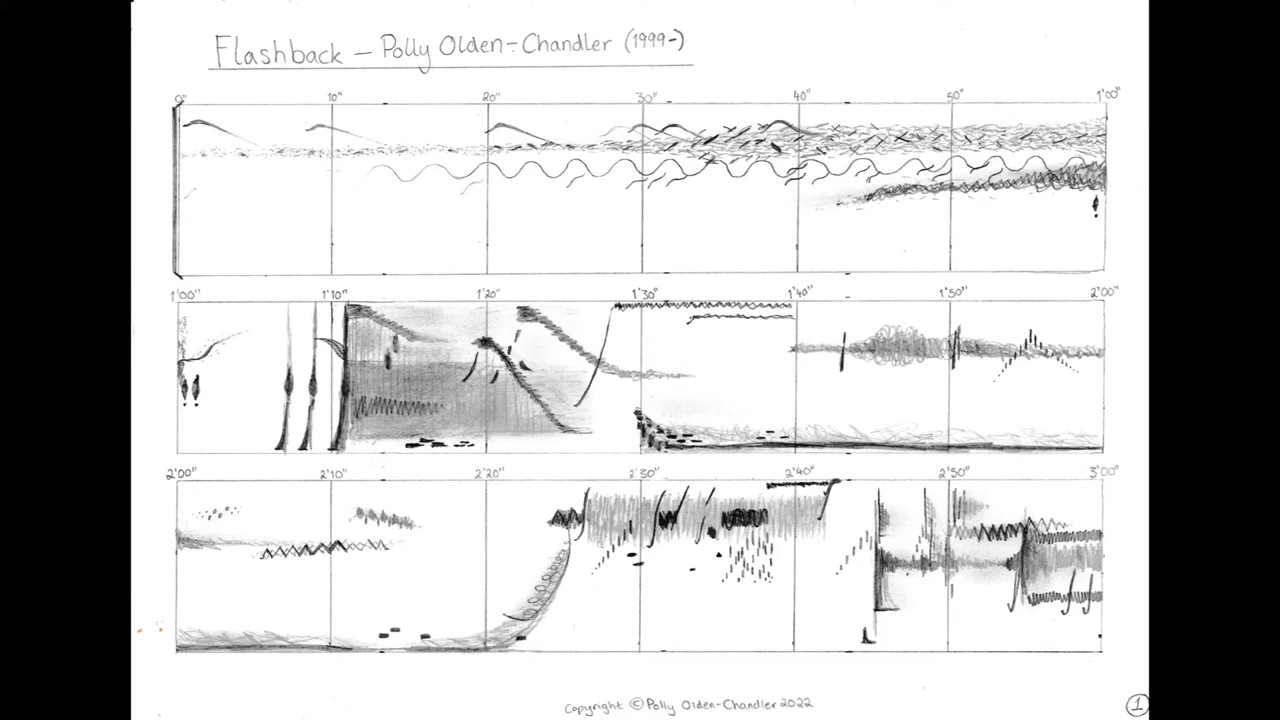 Flashback - Polly Olden-Chandler (1999-)
0" 10" 20" 30" 40" 50" 1'00"
1'00" 1'10" 1'20" 1'30" 1'40" 1'50" 2'00"
2'00" 2'10" 2'20" 2'30" 2'40" 2'50" 3'00"
Copyright © Polly Olden-Chandler 2022
1